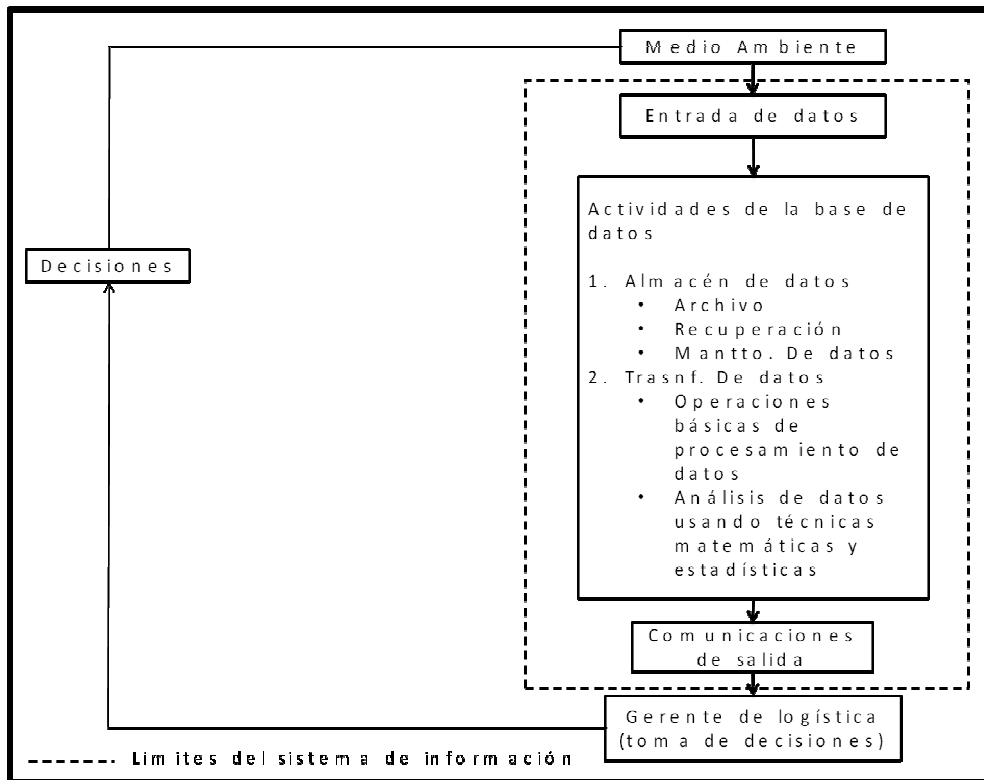 Medio Ambiente
Entrada de datos
Actividades de la base de
datos
1. Almacén de datos
• Archivo
• Recuperación
• Mantto. De datos
2. Trasnf. De datos
• Operaciones
básicas de
procesamiento de
datos
• Análisis de datos
usando técnicas
matemáticas y
estadísticas
Comunicaciones
de salida
Gerente de logística
(toma de decisiones)
Decisiones
Limites del sistema de información